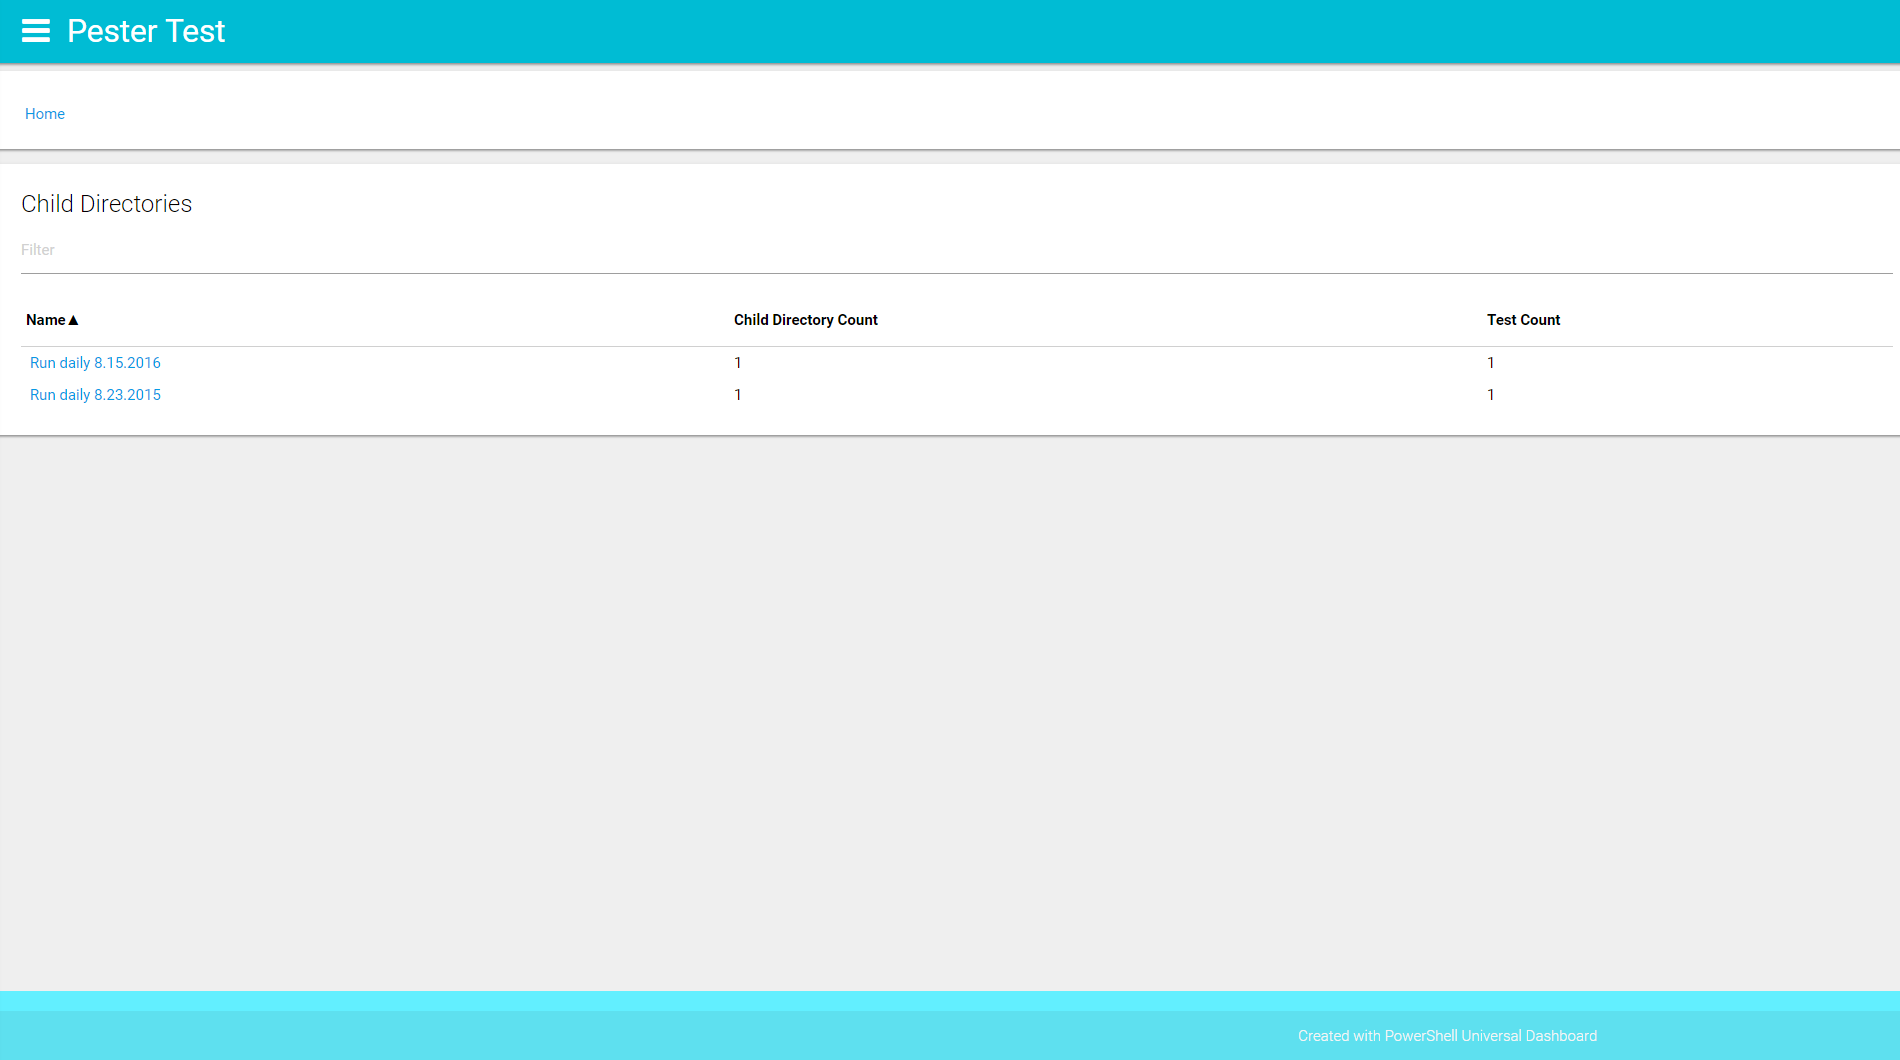 Pester Test
Home
Child Directories
Filter
Name▲ Child Directory Count Test Count
Run daily 8.15.2016 1 1
Run daily 8.23.2015 1 1
Created with PowerShell Universal Dashboard